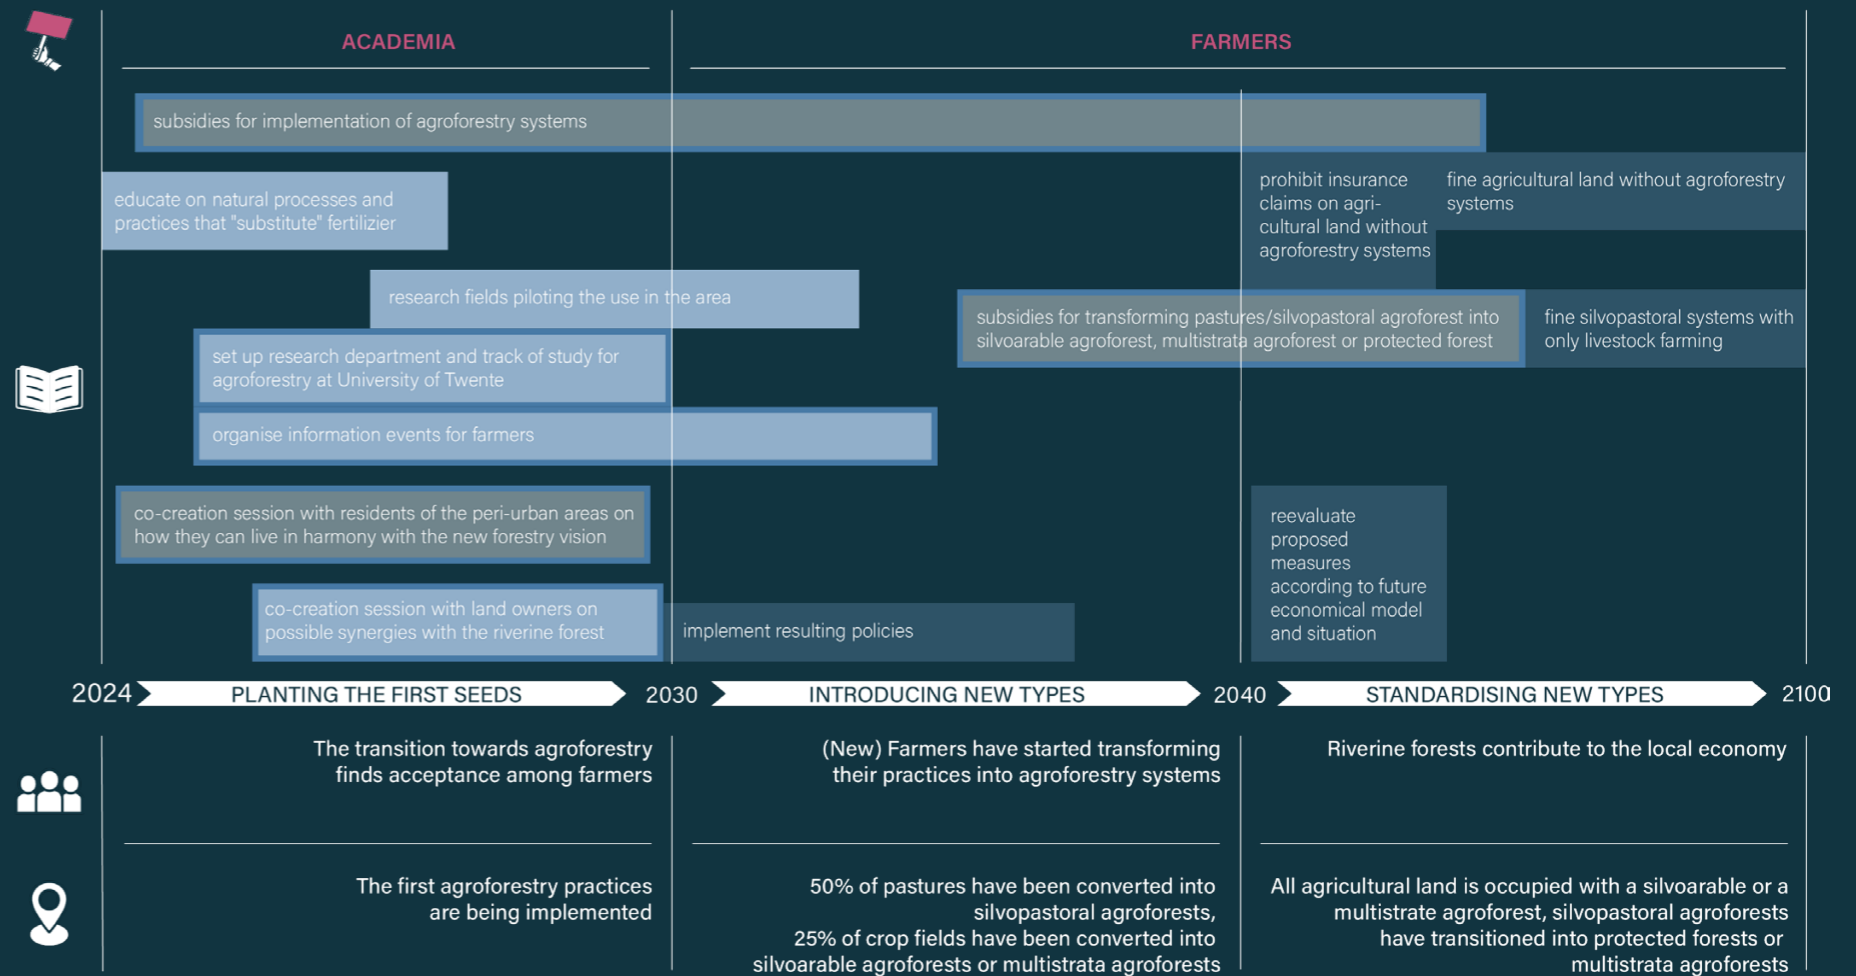 ACADEMIA
FARMERS
subsidies for implementation of agroforestry systems
educate on natural processes and
practices that "substitute" fertilizier
prohibit insurance
claims on agri-
cultural land without
agroforestry systems
fine agricultural land without agroforestry
systems
research fields piloting the use in the area
subsidies for transforming pastures/silvopastoral agroforest into
silvoarable agroforest, multistrata agroforest or protected forest
fine silvopastoral systems with
only livestock farming
set up research department and track of study for
agroforestry at University of Twente
organise information events for farmers
co-creation session with residents of the peri-urban areas on
how they can live in harmony with the new forestry vision
reevaluate
proposed
measures
according to future
economical model
and situation
co-creation session with land owners on
possible synergies with the riverine forest
implement resulting policies
2024
PLANTING THE FIRST SEEDS
2030
INTRODUCING NEW TYPES
2040
STANDARDISING NEW TYPES
2100
The transition towards agroforestry
finds acceptance among farmers
(New) Farmers have started transforming
their practices into agroforestry systems
Riverine forests contribute to the local economy
The first agroforestry practices
are being implemented
50% of pastures have been converted into
silvopastoral agroforests,
25% of crop fields have been converted into
silvoarable agroforests or multistrata agroforests
All agricultural land is occupied with a silvoarable or a
multistrate agroforest, silvopastoral agroforests
have transitioned into protected forests or
multistrata agroforests